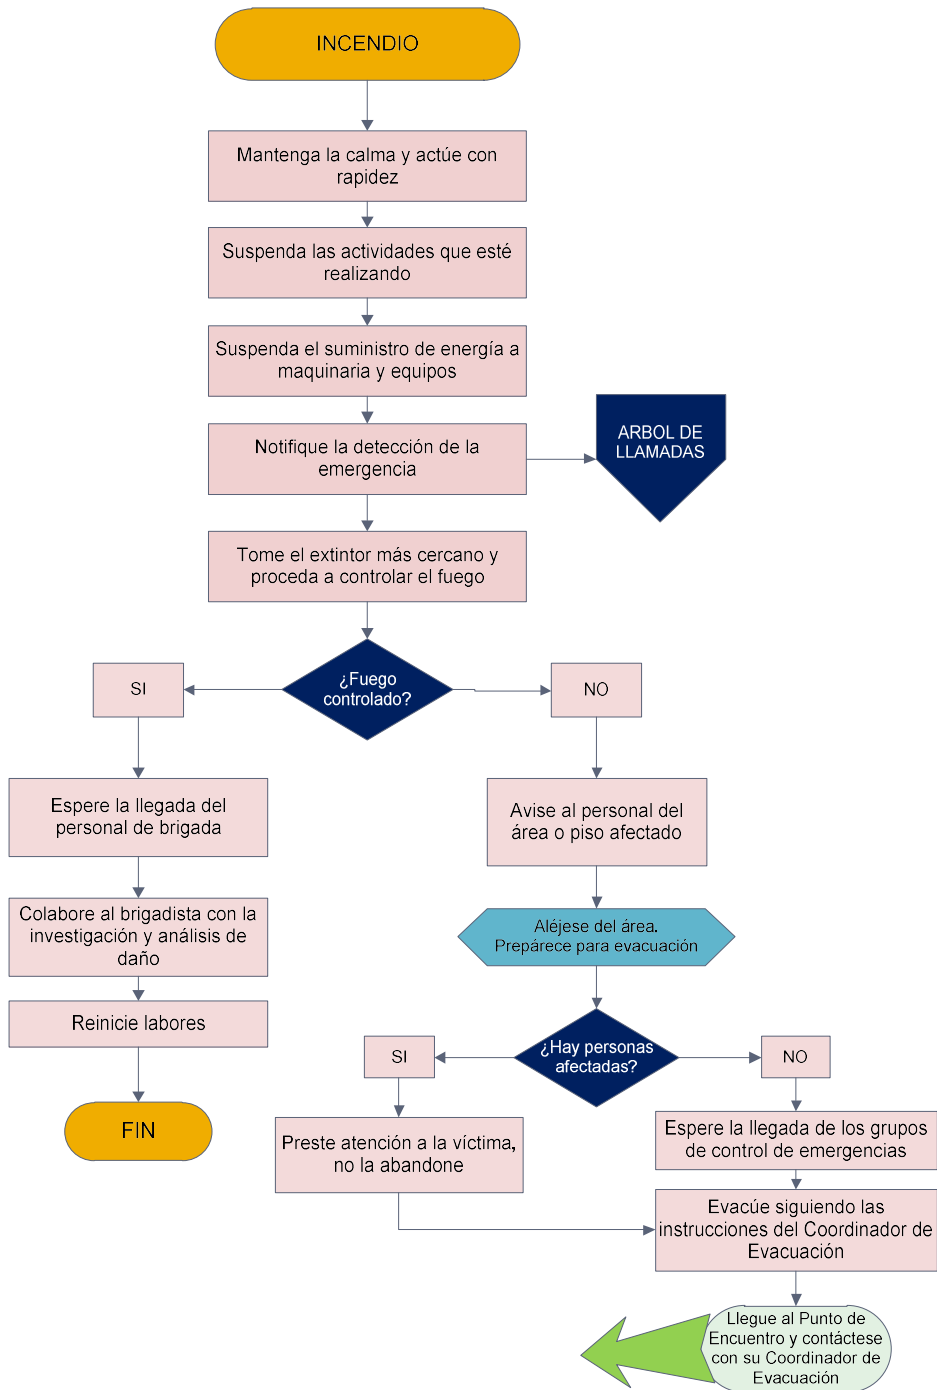 INCENDIO
Mantenga la calma y actúe con
rapidez
Suspenda las actividades que esté
realizando
Suspenda el suministro de energía a
maquinaria y equipos
Notifique la detección de la
emergencia
ARBOL DE
LLAMADAS
Tome el extintor más cercano y
proceda a controlar el fuego
¿Fuego
controlado?
SI
NO
Espere la llegada del
personal de brigada
Colabore al brigadista con la
investigación y análisis de
daño
Reinicie labores
FIN
Avise al personal del
área o piso afectado
Aléjese del área.
Prepárece para evacuación
¿Hay personas
afectadas?
SI
NO
Preste atención a la víctima,
no la abandone
Espere la llegada de los grupos
de control de emergencias
Evacúe siguiendo las
instrucciones del Coordinador de
Evacuación
Llegue al Punto de
Encuentro y contáctese
con su Coordinador de
Evacuación